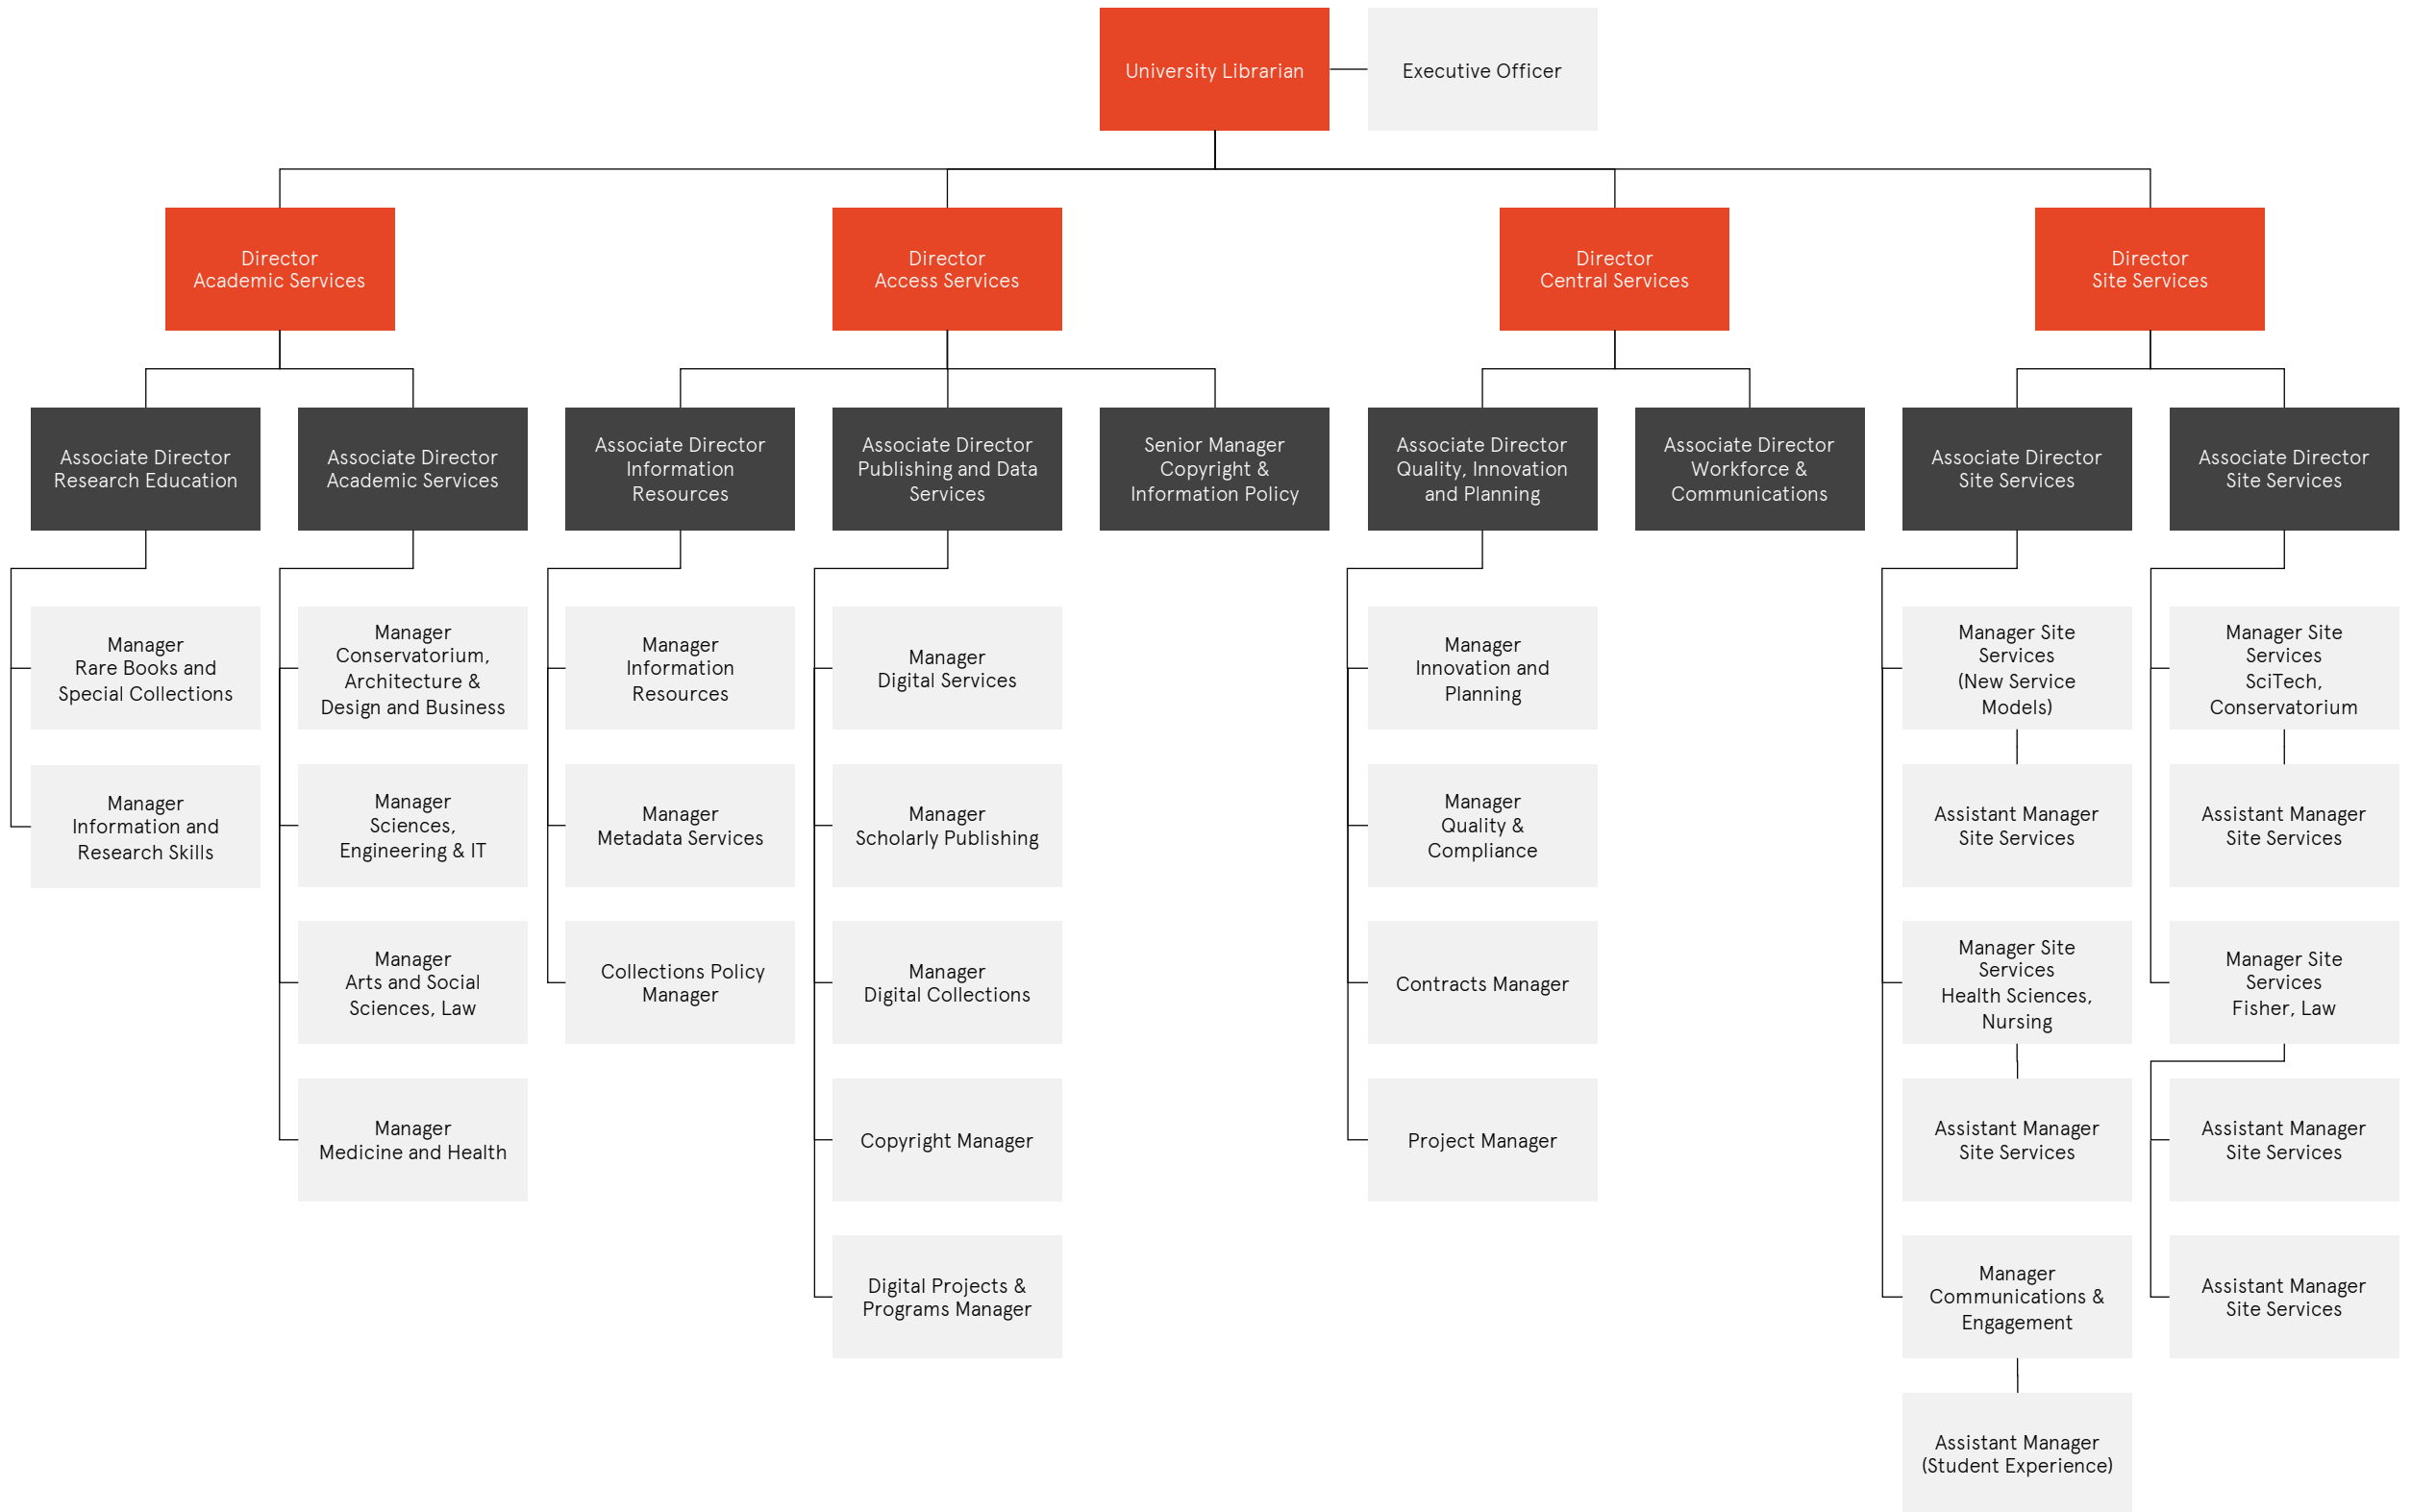 University Librarian
Executive Officer
Director
Academic Services
Director
Access Services
Director
Central Services
Director
Site Services
Associate Director
Research Education
Associate Director
Academic Services
Associate Director
Information
Resources
Associate Director
Publishing and Data
Services
Senior Manager
Copyright &
Information Policy
Associate Director
Quality, Innovation
and Planning
Associate Director
Workforce &
Communications
Associate Director
Site Services
Associate Director
Site Services
Manager
Rare Books and
Special Collections
Manager
Conservatorium,
Architecture &
Design and Business
Manager
Information
Resources
Manager
Digital Services
Manager
Innovation and
Planning
Manager Site
Services
(New Service
Models)
Manager Site
Services
SciTech,
Conservatorium
Manager
Information and
Research Skills
Manager
Sciences,
Engineering & IT
Manager
Metadata Services
Manager
Scholarly Publishing
Manager
Quality &
Compliance
Assistant Manager
Site Services
Assistant Manager
Site Services
Manager
Arts and Social
Sciences, Law
Collections Policy
Manager
Manager
Digital Collections
Contracts Manager
Manager Site
Services
Health Sciences,
Nursing
Manager Site
Services
Fisher, Law
Manager
Medicine and Health
Copyright Manager
Project Manager
Assistant Manager
Site Services
Assistant Manager
Site Services
Digital Projects &
Programs Manager
Manager
Communications &
Engagement
Assistant Manager
Site Services
Assistant Manager
(Student Experience)